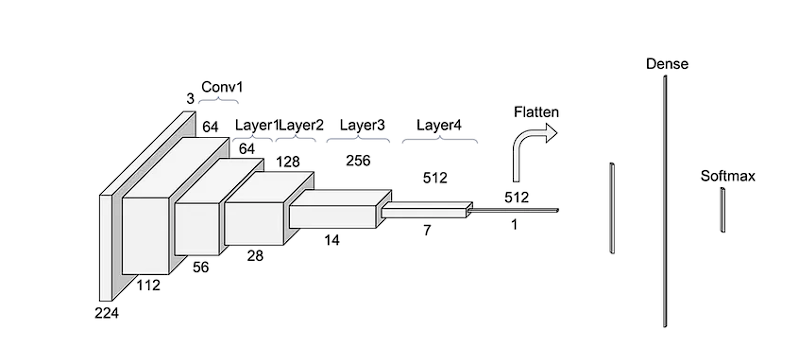 Dense
Conv1
3
Flatten
64
Layer1
Layer2
Layer3
Layer4
64
128
256
512
Softmax
512
1
7
14
28
56
112
224